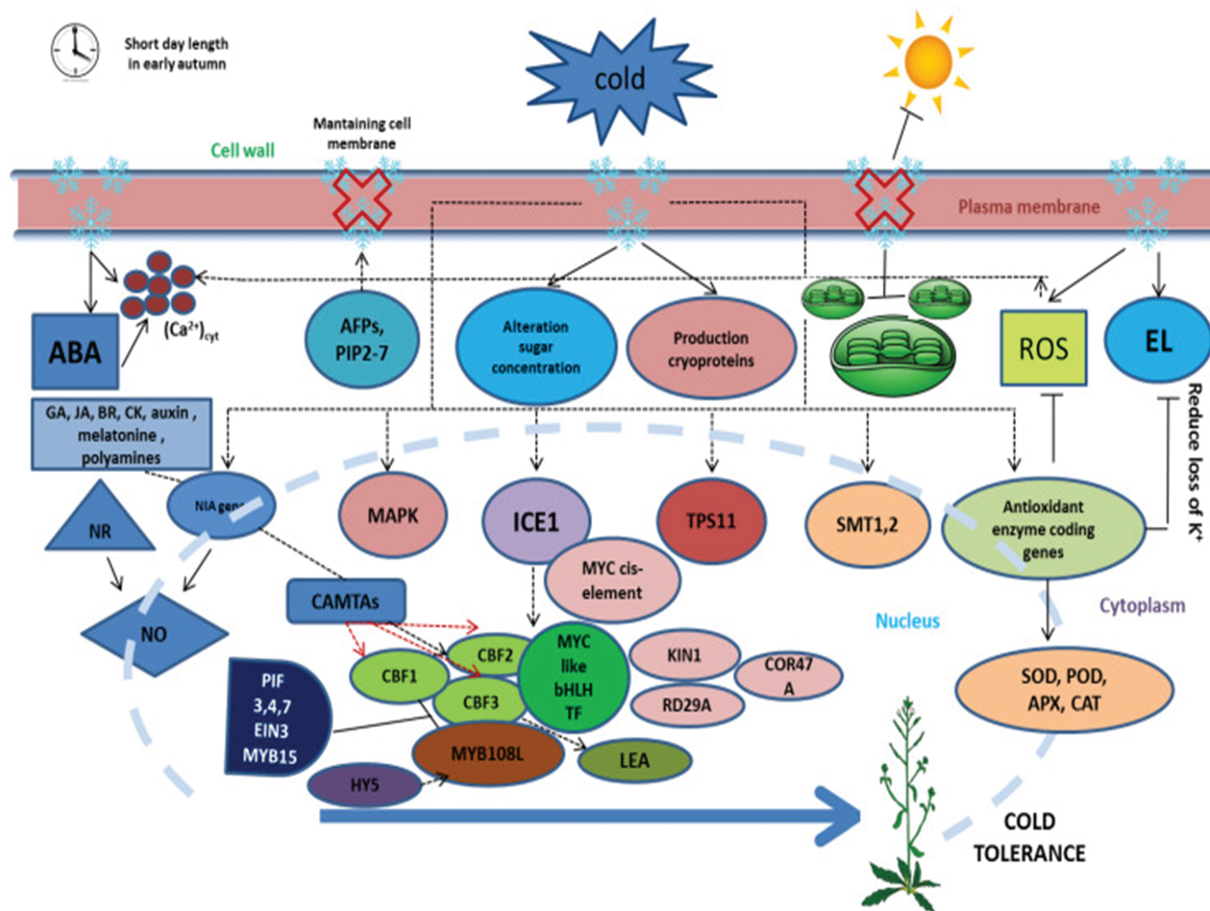 Short day length
in early autumn
cold
Mantaining cell
membrane
Cell wall
Plasma membrane
ABA
(Ca²⁺)cyt
AFPs,
PIP2-7
Alteration
sugar
concentration
Production
cryoproteins
ROS
EL
Reduce loss of K⁺
GA, JA, BR, CK, auxin ,
melatonine ,
polyamines
NR
NIA gene
MAPK
ICE1
TPS11
SMT1,2
Antioxidant
enzyme coding
genes
MYC cis-
element
CAMTAs
NO
Nucleus
Cytoplasm
CBF2
CBF1
CBF3
MYC
like
bHLH
TF
KIN1
COR47
A
RD29A
SOD, POD,
APX, CAT
PIF
3,4,7
EIN3
MYB15
MYB108L
LEA
HY5
COLD
TOLERANCE